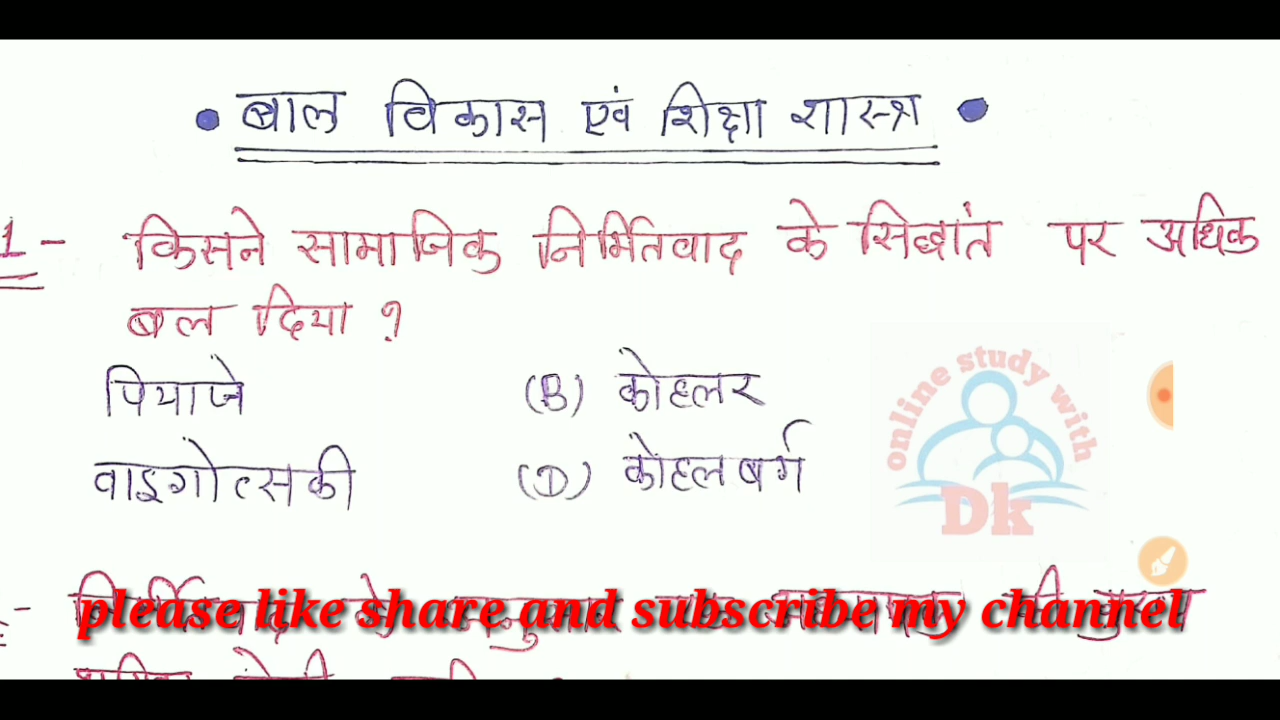 • बाल विकास एवं शिक्षा शास्त्र •
1- किसने सामाजिक निर्मितवाद के सिद्धांत पर अधिक
बल दिया ?
पियाजे (B) कोहलर
वाइगोत्सकी (D) कोहलबर्ग
online study with
Dk
please like share and subscribe my channel